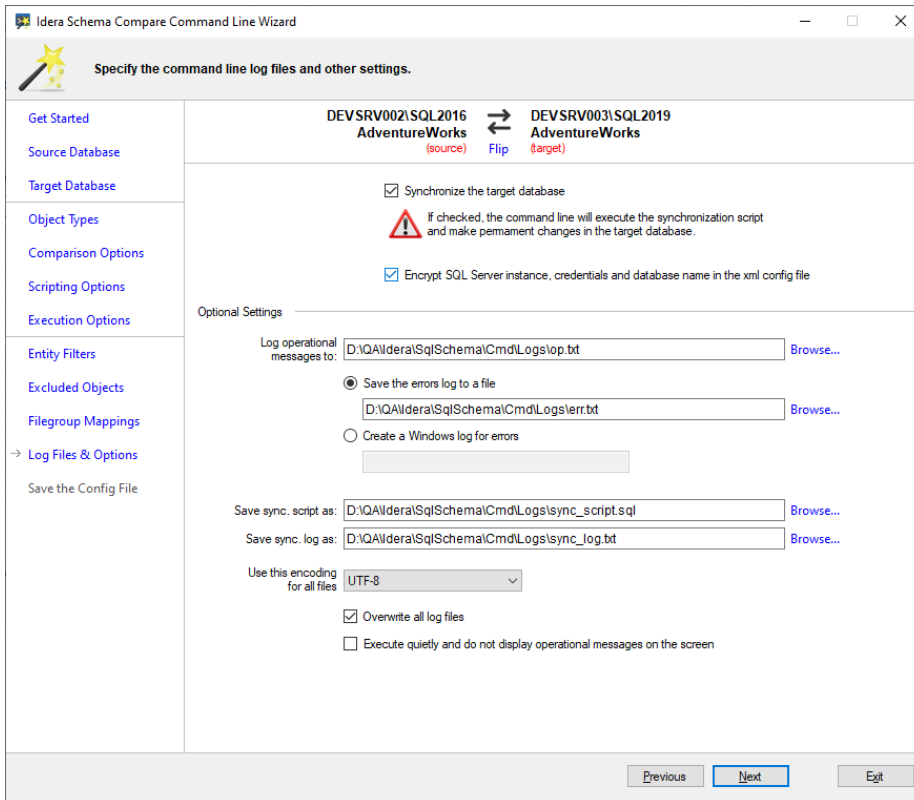 Idera Schema Compare Command Line Wizard
Specify the command line log files and other settings.
Get Started
Source Database
Target Database
Object Types
Comparison Options
Scripting Options
Execution Options
Entity Filters
Excluded Objects
Filegroup Mappings
Log Files & Options
Save the Config File
DEVSRV002\SQL2016
AdventureWorks
(source)
Flip
DEVSRV003\SQL2019
AdventureWorks
(target)
Synchronize the target database
If checked, the command line will execute the synchronization script
and make permament changes in the target database.
Encrypt SQL Server instance, credentials and database name in the xml config file
Optional Settings
Log operational
messages to:
D:\QA\Idera\SqlSchema\Cmd\Logs\op.txt
Browse...
Save the errors log to a file
D:\QA\Idera\SqlSchema\Cmd\Logs\err.txt
Browse...
Create a Windows log for errors
Save sync. script as: D:\QA\Idera\SqlSchema\Cmd\Logs\sync_script.sql Browse...
Save sync. log as: D:\QA\Idera\SqlSchema\Cmd\Logs\sync_log.txt Browse...
Use this encoding
for all files
UTF-8
Overwrite all log files
Execute quietly and do not display operational messages on the screen
Previous Next Exit